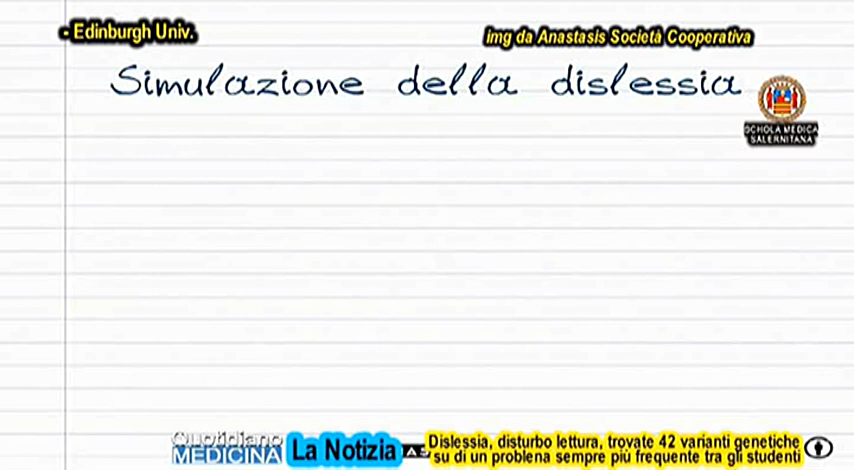 - Edinburgh Univ.
img da Anastasis Società Cooperativa
Simulazione della dislessia
SCHOLA MEDICA
SALERNITANA
Quotidiano
MEDICINA
La Notizia
Dislessia, disturbo lettura, trovate 42 varianti genetiche
su di un problena sempre più frequente tra gli studenti